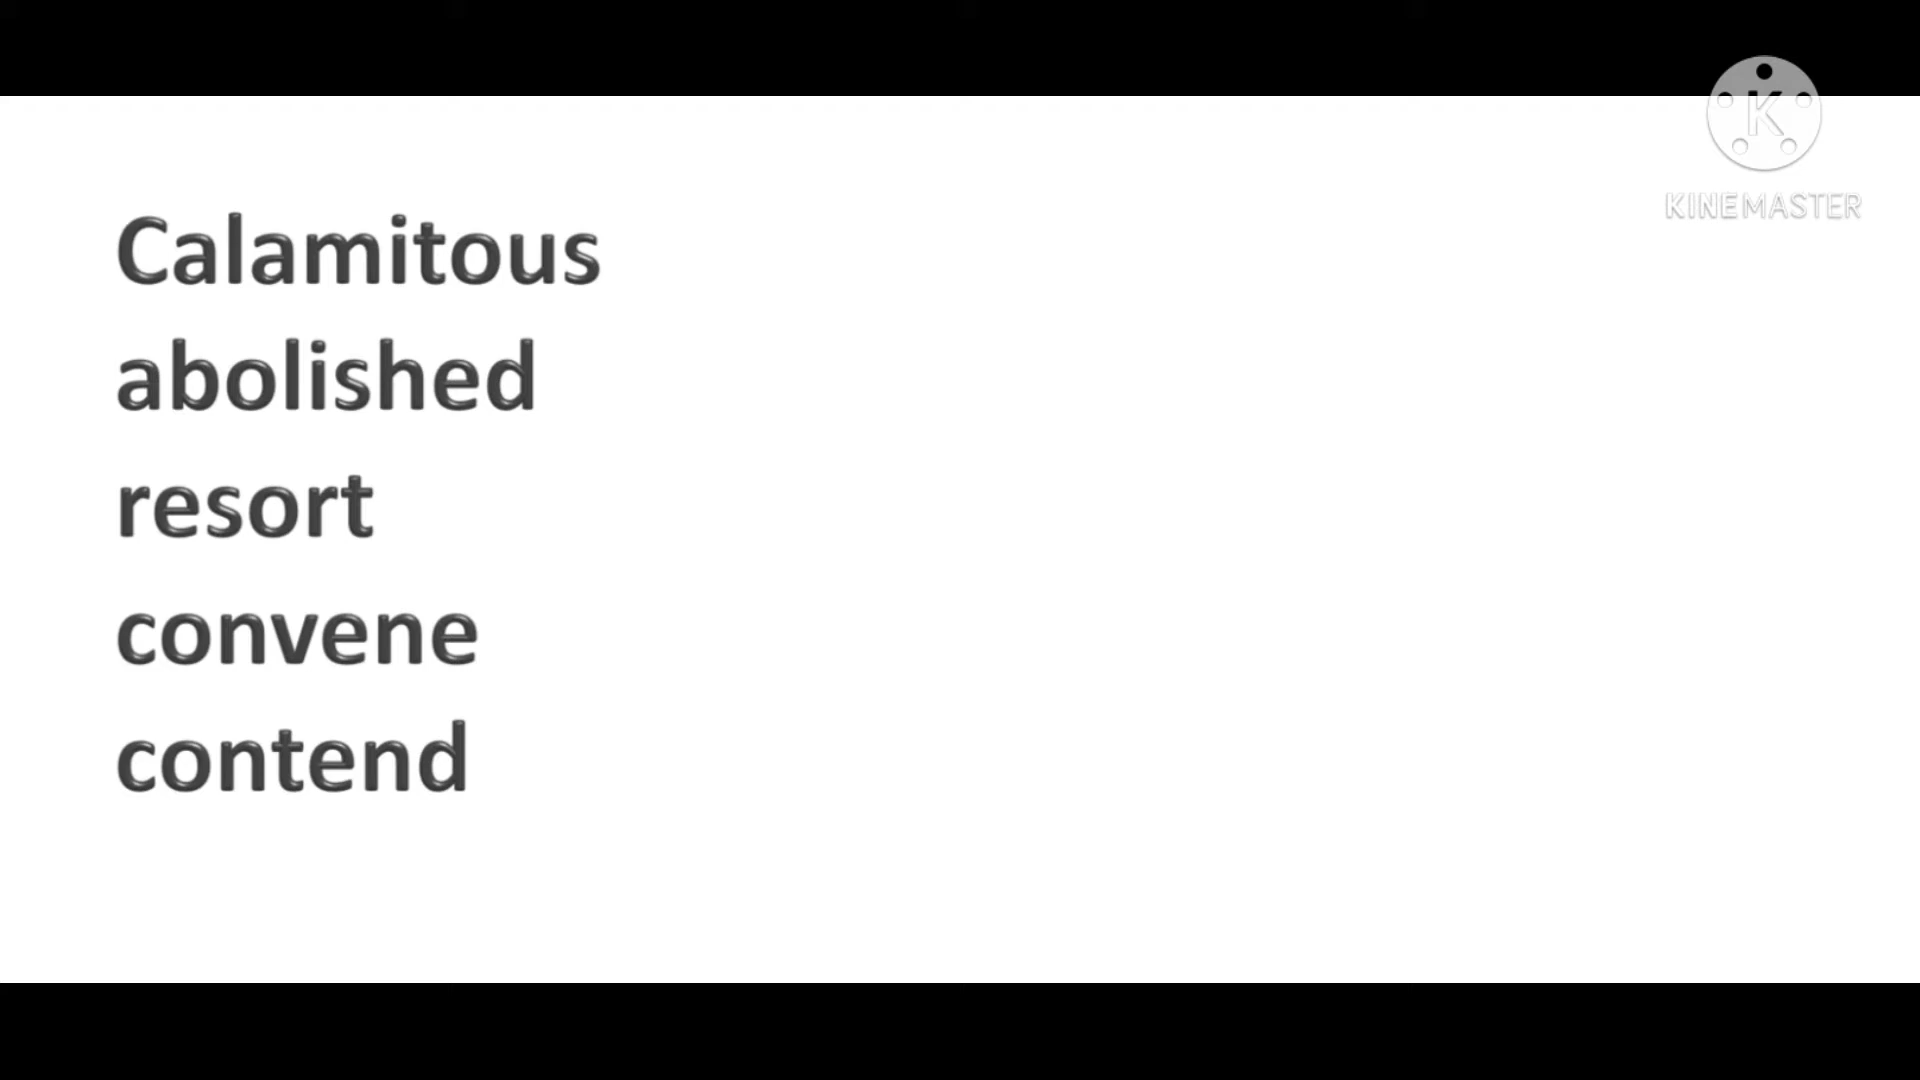 K
KINEMASTER
Calamitous
abolished
resort
convene
contend